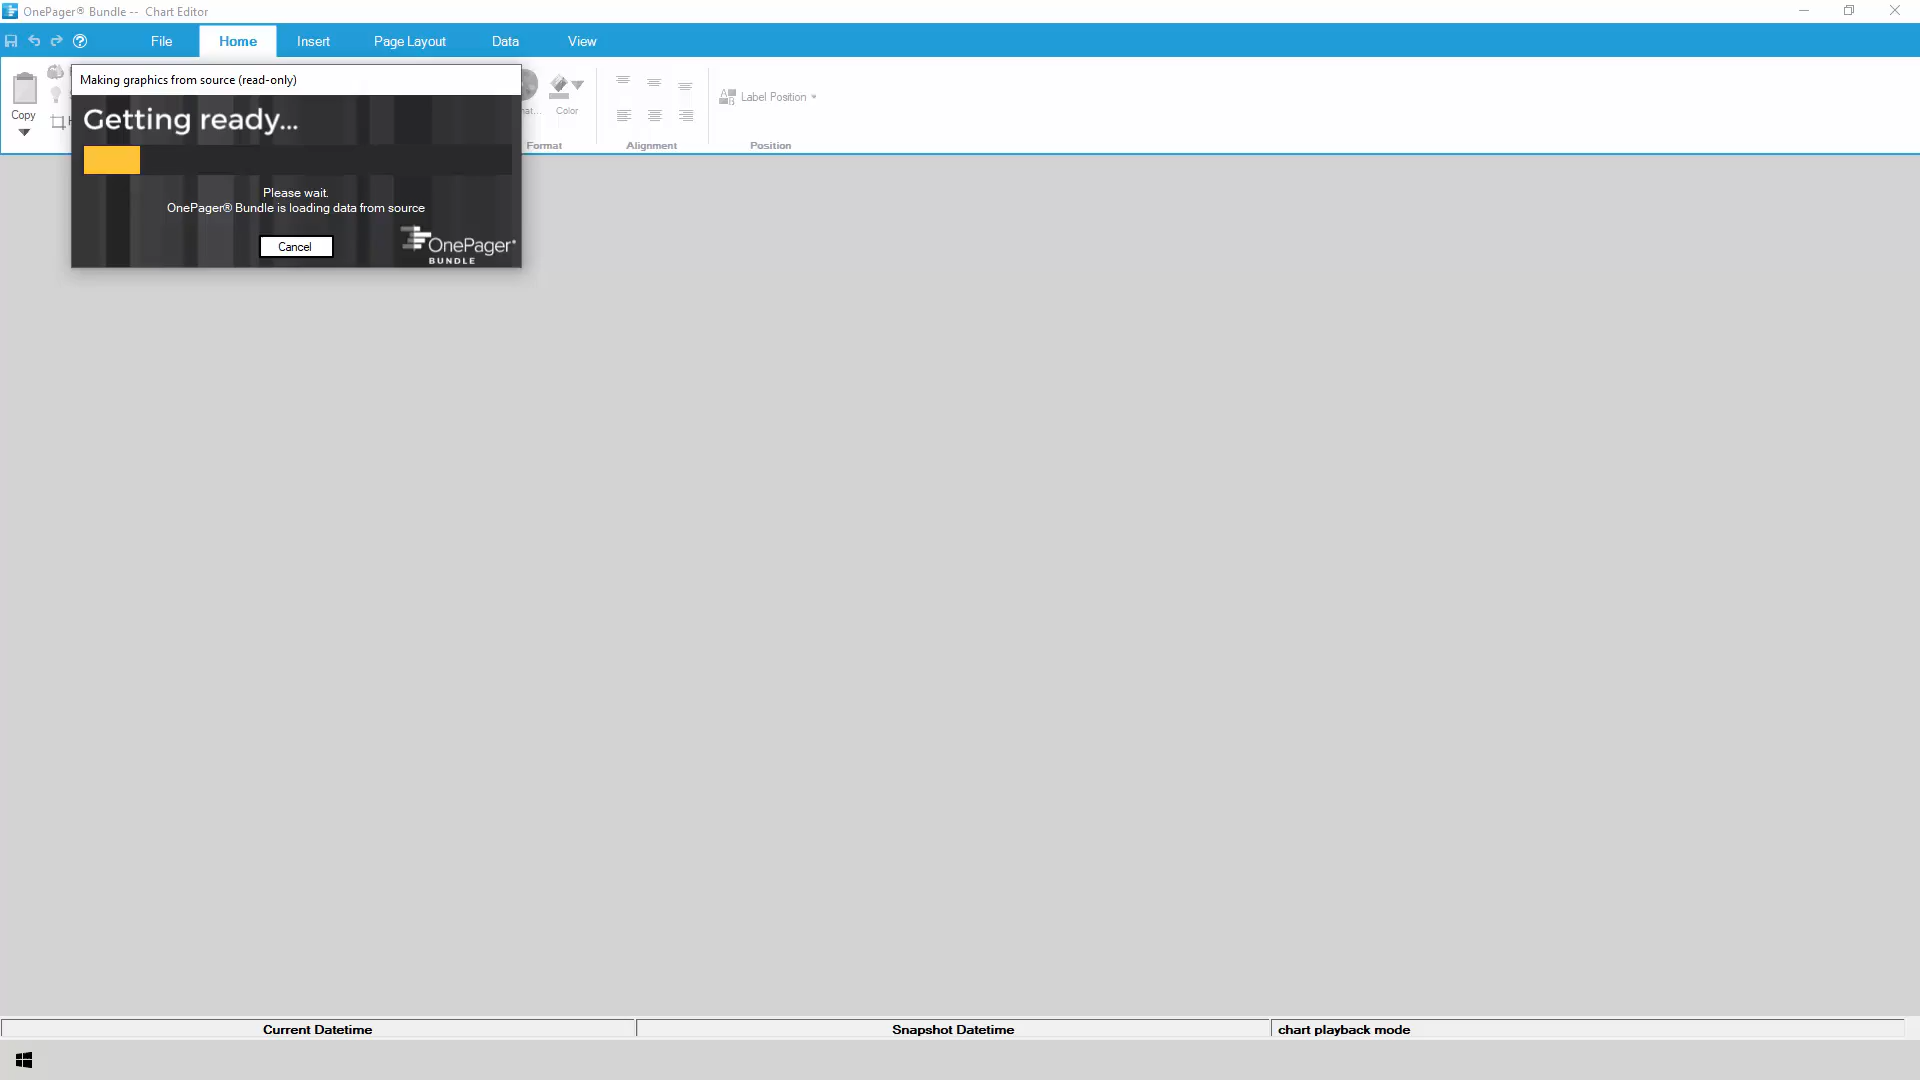 OnePager® Bundle -- Chart Editor
File
Home
Insert
Page Layout
Data
View
Copy
Making graphics from source (read-only)
Getting ready...
Please wait.
OnePager® Bundle is loading data from source
Cancel
OnePager®
BUNDLE
Color
Label Position
Format
Alignment
Position
Current Datetime
Snapshot Datetime
chart playback mode